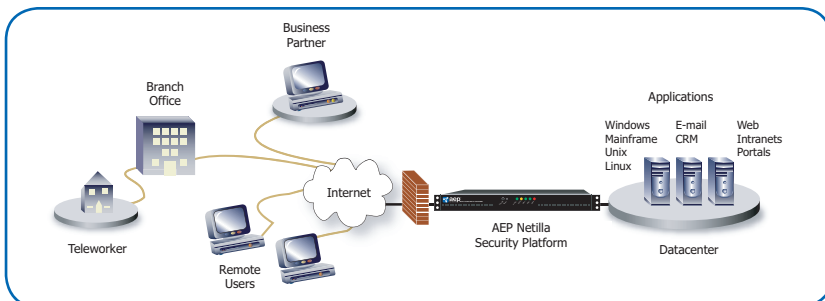 Business
Partner
Branch
Office
Applications
Windows
Mainframe
Unix
Linux
E-mail
CRM
Web
Intranets
Portals
Internet
aep
Teleworker
Remote
Users
AEP Netilla
Security Platform
Datacenter